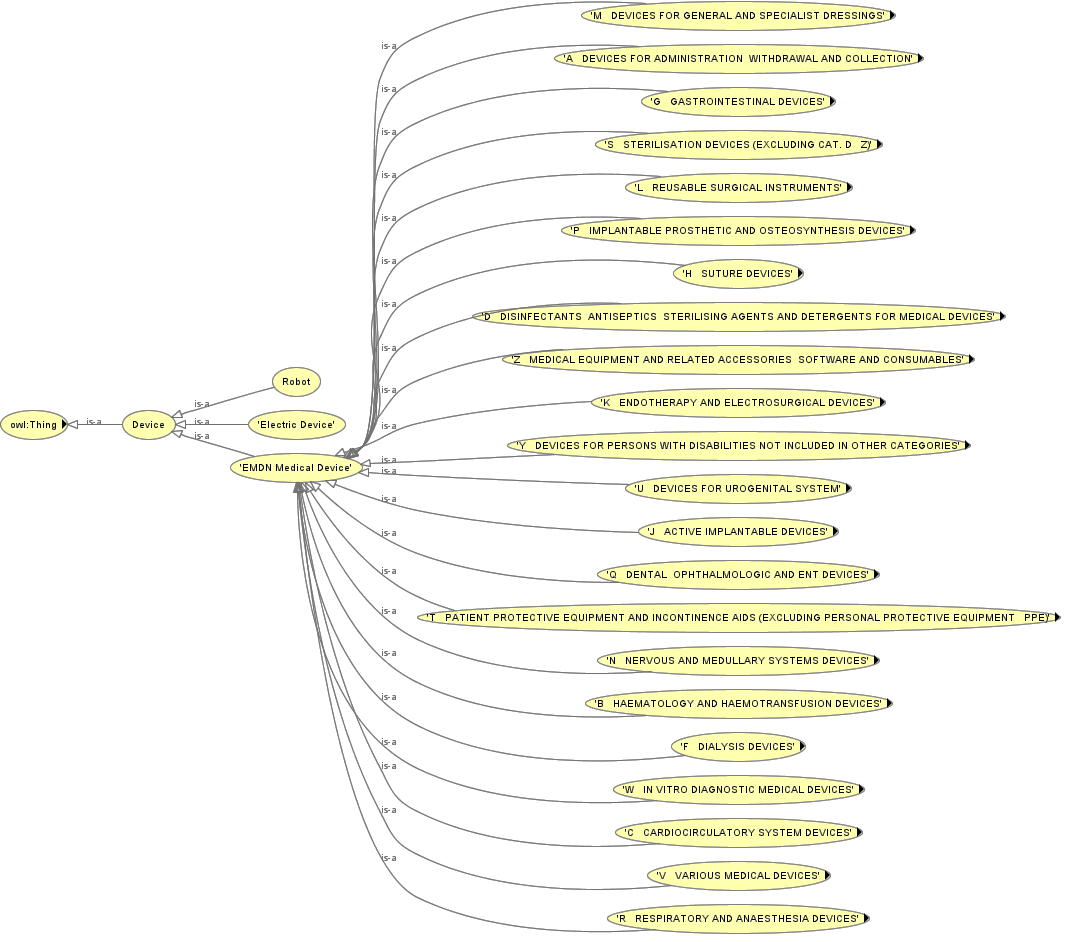 'M   DEVICES FOR GENERAL AND SPECIALIST DRESSINGS'
is-a
'A   DEVICES FOR ADMINISTRATION  WITHDRAWAL AND COLLECTION'
is-a
'G   GASTROINTESTINAL DEVICES'
is-a
'S   STERILISATION DEVICES (EXCLUDING CAT. D   Z)'
is-a
'L   REUSABLE SURGICAL INSTRUMENTS'
is-a
'P   IMPLANTABLE PROSTHETIC AND OSTEOSYNTHESIS DEVICES'
is-a
'H   SUTURE DEVICES'
is-a
'D   DISINFECTANTS  ANTISEPTICS  STERILISING AGENTS AND DETERGENTS FOR MEDICAL DEVICES'
is-a
'Z   MEDICAL EQUIPMENT AND RELATED ACCESSORIES  SOFTWARE AND CONSUMABLES'
is-a
Robot
is-a
'K   ENDOTHERAPY AND ELECTROSURGICAL DEVICES'
is-a
owl:Thing
is-a
Device
is-a
'Electric Device'
is-a
is-a
'Y   DEVICES FOR PERSONS WITH DISABILITIES NOT INCLUDED IN OTHER CATEGORIES'
is-a
'EMDN Medical Device'
is-a
'U   DEVICES FOR UROGENITAL SYSTEM'
is-a
'J   ACTIVE IMPLANTABLE DEVICES'
is-a
'Q   DENTAL  OPHTHALMOLOGIC AND ENT DEVICES'
is-a
'T   PATIENT PROTECTIVE EQUIPMENT AND INCONTINENCE AIDS (EXCLUDING PERSONAL PROTECTIVE EQUIPMENT   PPE)'
is-a
'N   NERVOUS AND MEDULLARY SYSTEMS DEVICES'
is-a
'B   HAEMATOLOGY AND HAEMOTRANSFUSION DEVICES'
is-a
'F   DIALYSIS DEVICES'
is-a
'W   IN VITRO DIAGNOSTIC MEDICAL DEVICES'
is-a
'C   CARDIOCIRCULATORY SYSTEM DEVICES'
is-a
'V   VARIOUS MEDICAL DEVICES'
is-a
'R   RESPIRATORY AND ANAESTHESIA DEVICES'